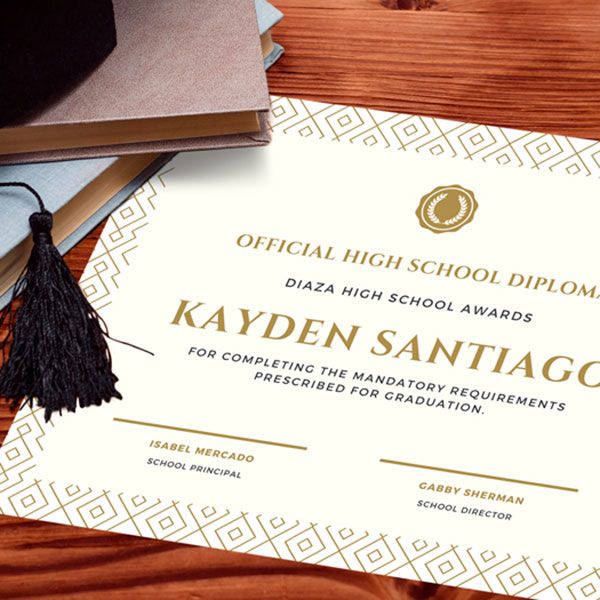 OFFICIAL HIGH SCHOOL DIPLOMA
DIAZA HIGH SCHOOL AWARDS
KAYDEN SANTIAGO
FOR COMPLETING THE MANDATORY REQUIREMENTS
PRESCRIBED FOR GRADUATION.
ISABEL MERCADO
SCHOOL PRINCIPAL
GABBY SHERMAN
SCHOOL DIRECTOR